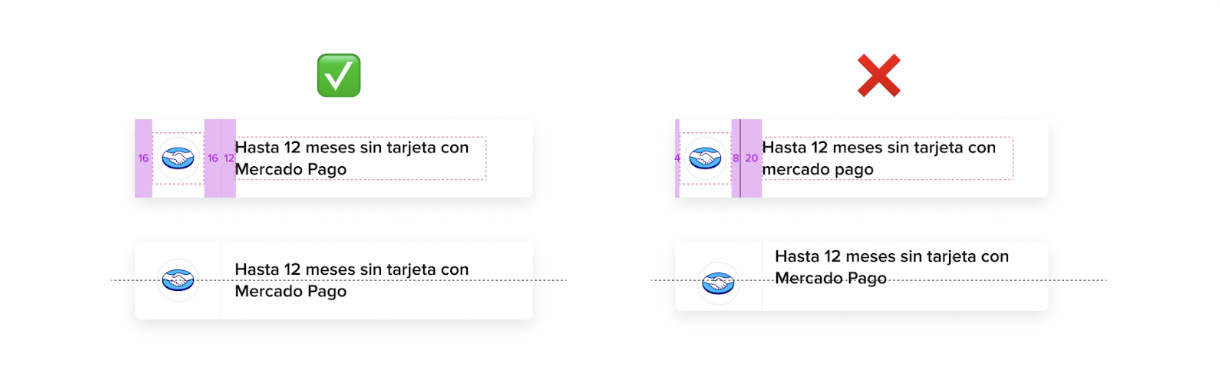 16 16 12 Hasta 12 meses sin tarjeta con
Mercado Pago
4 8 20 Hasta 12 meses sin tarjeta con
mercado pago
Hasta 12 meses sin tarjeta con
Mercado Pago
Hasta 12 meses sin tarjeta con
Mercado Pago